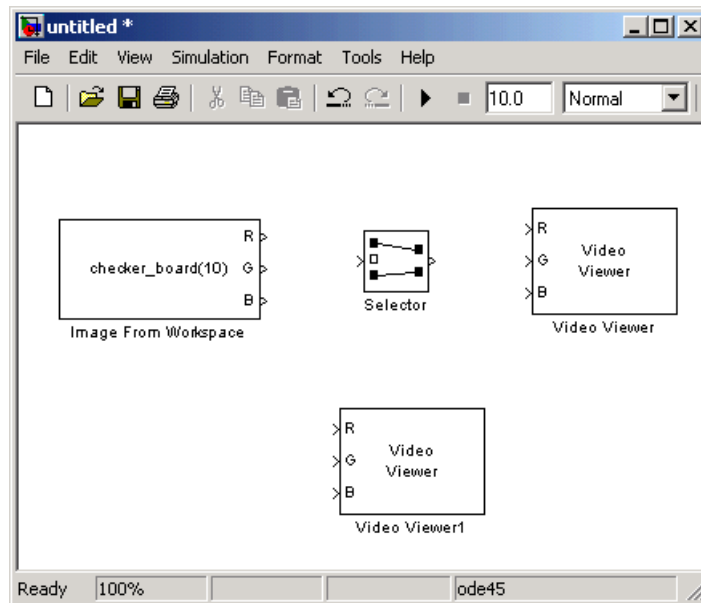 untitled *
File Edit View Simulation Format Tools Help
10.0 Normal
R
checker_board(10) G
B
Image From Workspace
Selector
R
Video
G
Viewer
B
Video Viewer
R
Video
G
Viewer
B
Video Viewer1
Ready 100% ode45